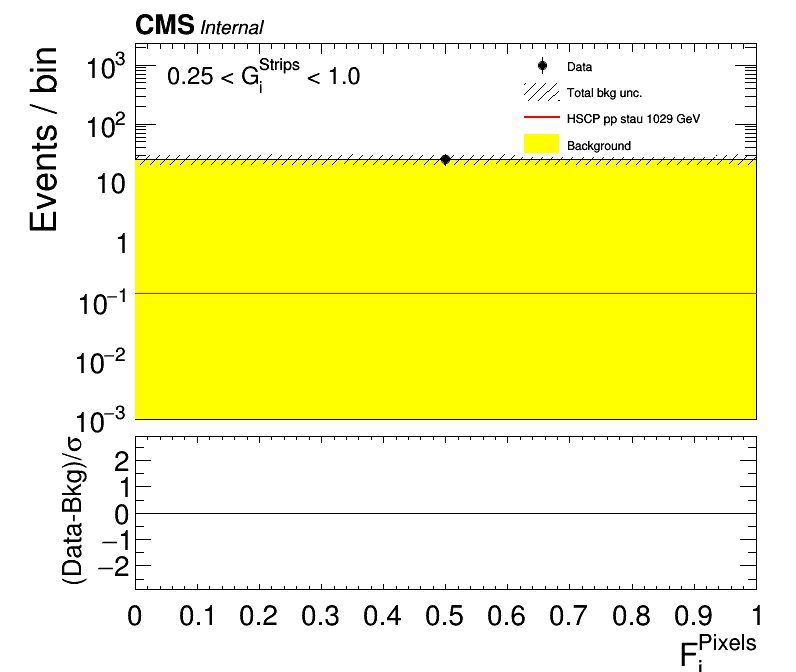 CMS Internal
Events / bin
0.25 < G_i^Strips < 1.0
Data
Total bkg unc.
HSCP pp stau 1029 GeV
Background
10^3
10^2
10
1
10^−1
10^−2
10^−3
(Data-Bkg)/σ
2
1
0
−1
−2
0 0.1 0.2 0.3 0.4 0.5 0.6 0.7 0.8 0.9 1
F_i^Pixels